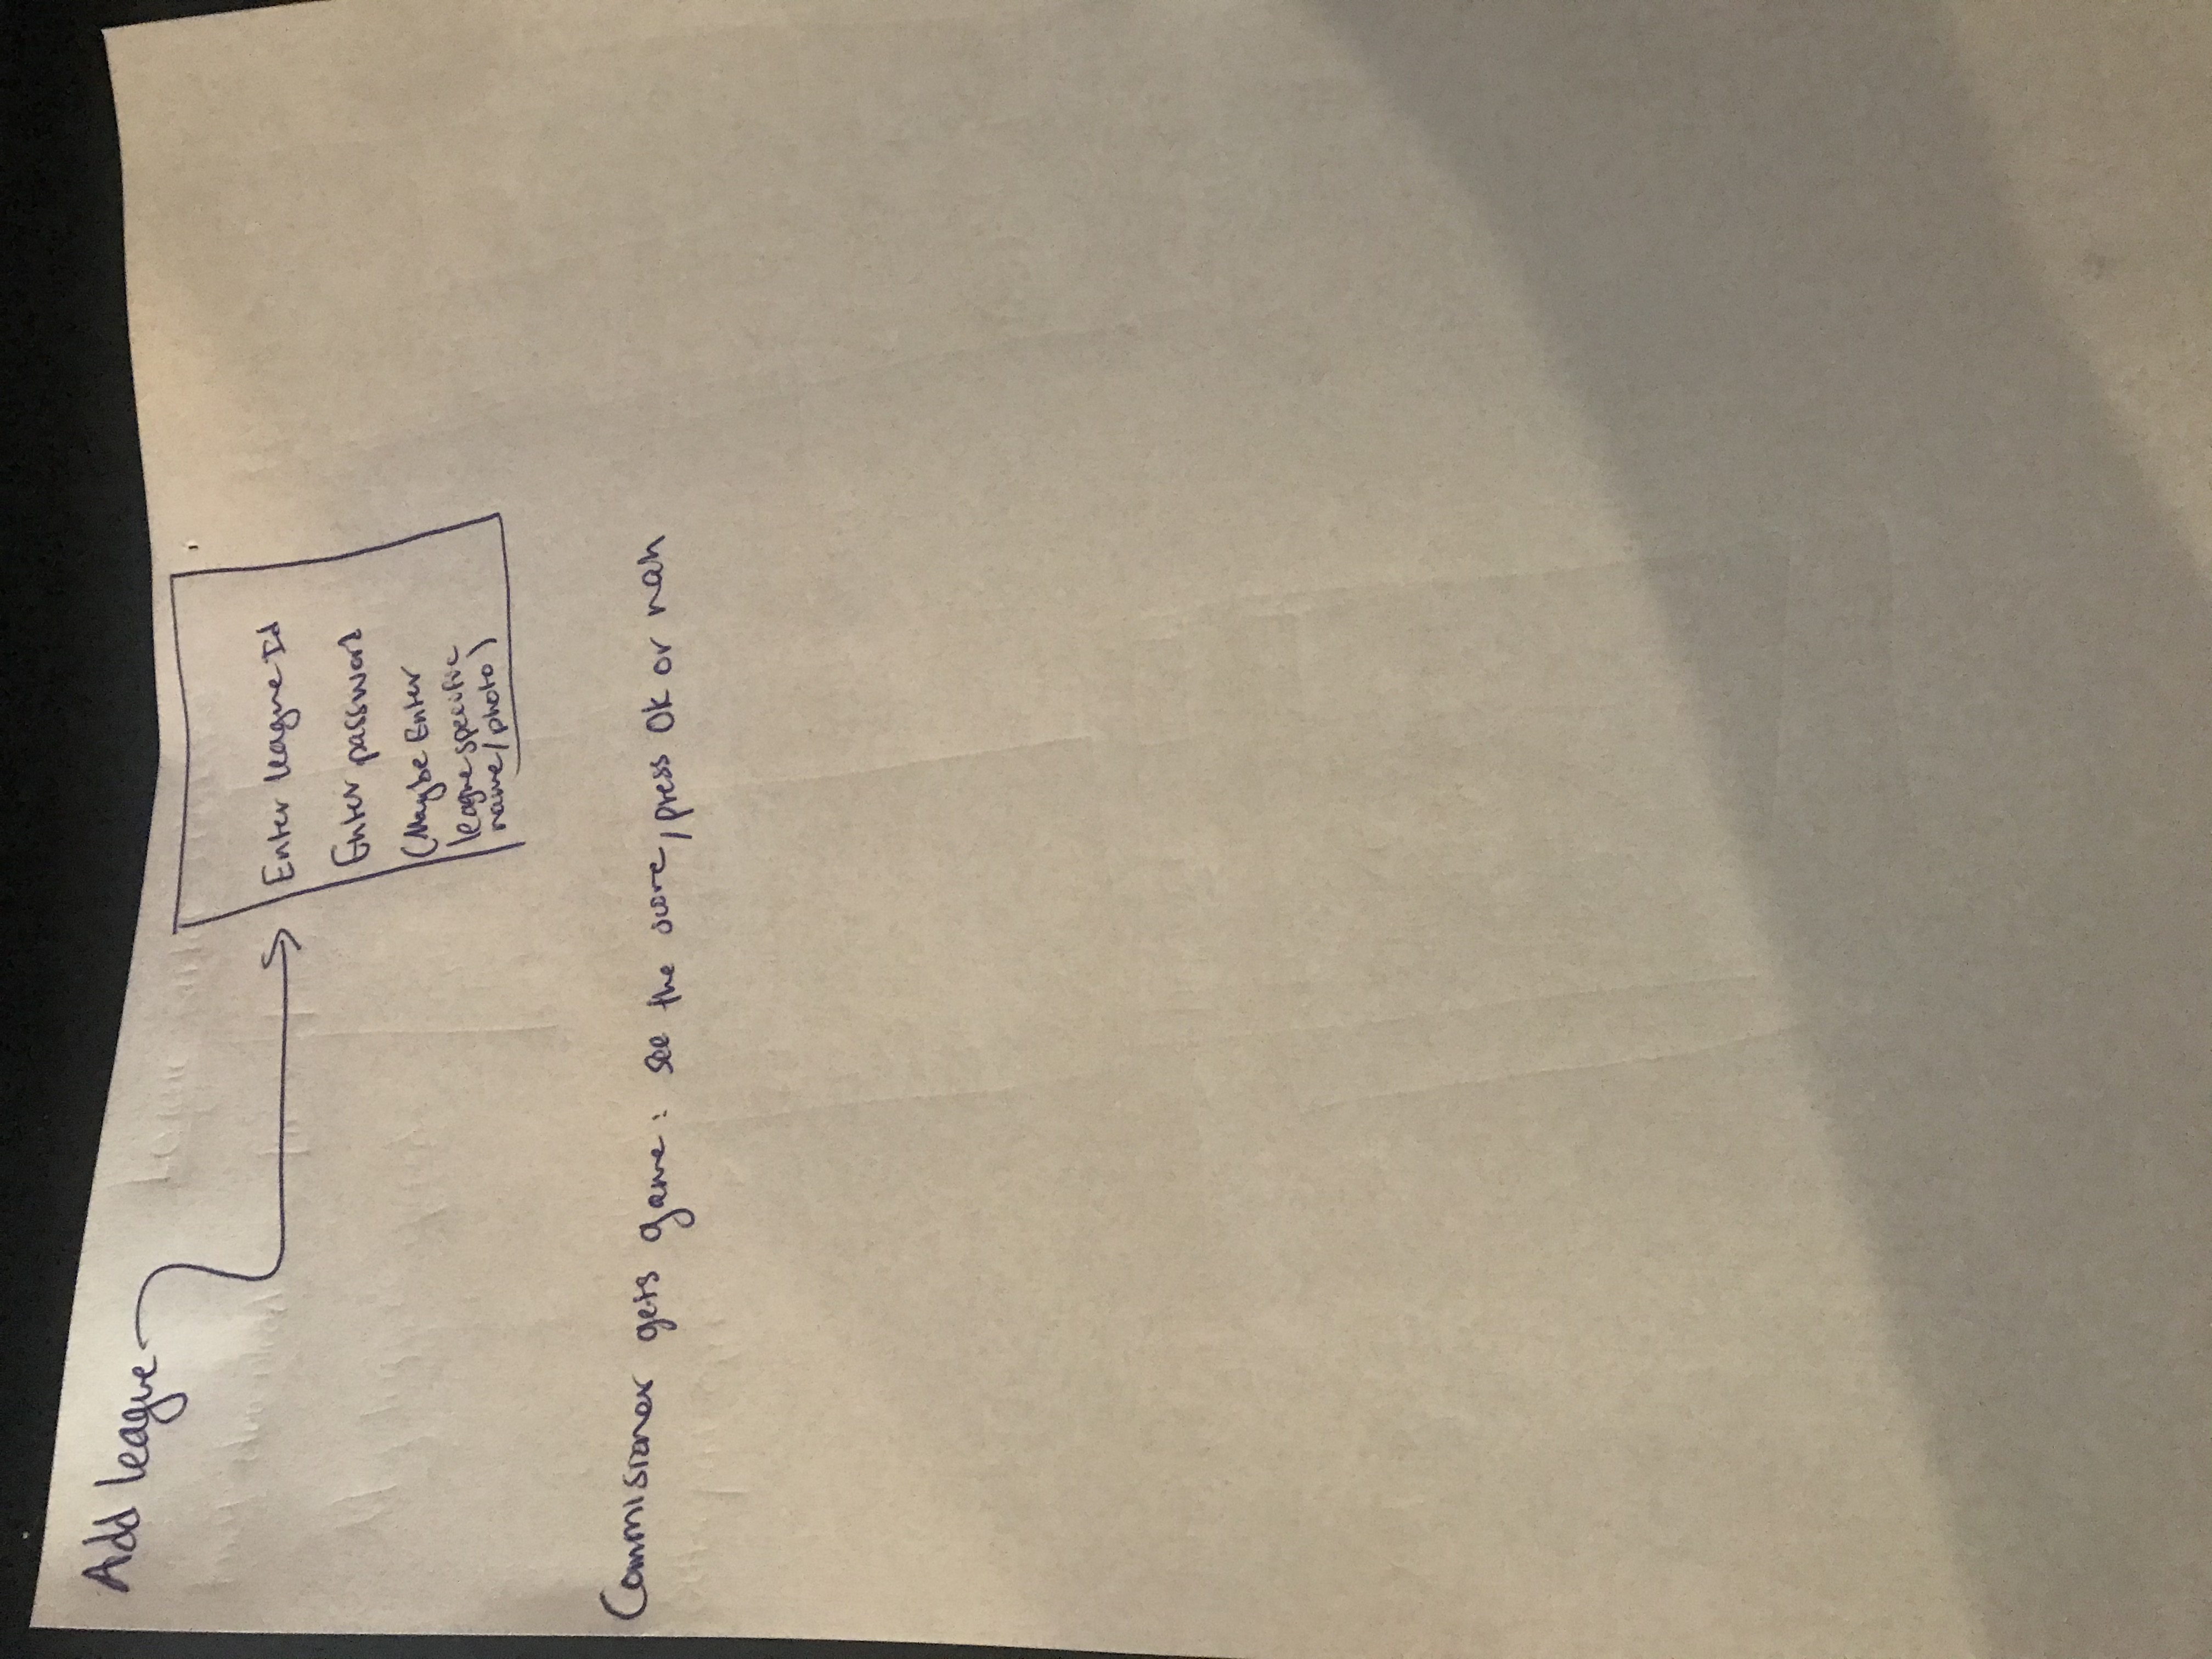 Add league
Enter league Id
Enter password
(Maybe Enter
league specific
name/photo)
Commisioner gets game: see the score, press OK or nah